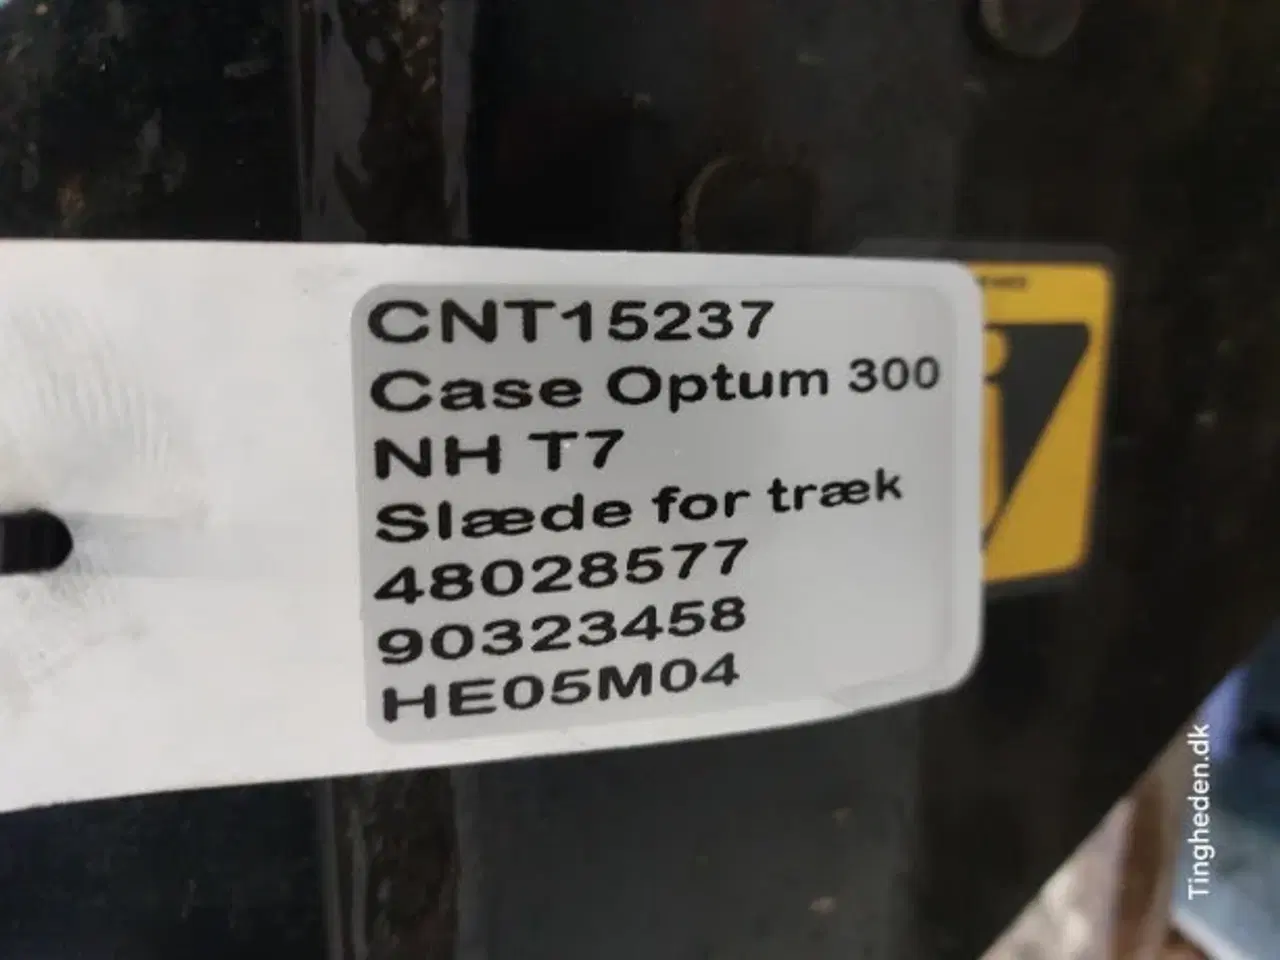 CNT15237
Case Optum 300
NH T7
Slæde for træk
48028577
90323458
HE05M04
Tingheden.dk